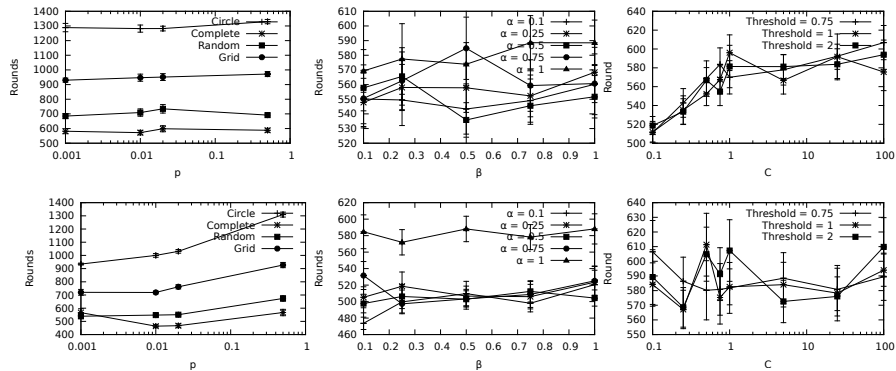 1400
1300
1200
1100
1000
900
800
700
600
500
Rounds
Circle
Complete
Random
Grid
0.001 0.01 0.1 1
p
610
600
590
580
570
560
550
540
530
520
Rounds
α = 0.1
α = 0.25
α = 0.5
α = 0.75
α = 1
0.1 0.2 0.3 0.4 0.5 0.6 0.7 0.8 0.9 1
β
620
600
580
560
540
520
500
Round
Threshold = 0.75
Threshold = 1
Threshold = 2
0.1 1 10 100
C
1400
1300
1200
1100
1000
900
800
700
600
500
400
Rounds
Circle
Complete
Random
Grid
0.001 0.01 0.1 1
p
620
600
580
560
540
520
500
480
460
Rounds
α = 0.1
α = 0.25
α = 0.5
α = 0.75
α = 1
0.1 0.2 0.3 0.4 0.5 0.6 0.7 0.8 0.9 1
β
640
630
620
610
600
590
580
570
560
550
Round
Threshold = 0.75
Threshold = 1
Threshold = 2
0.1 1 10 100
C